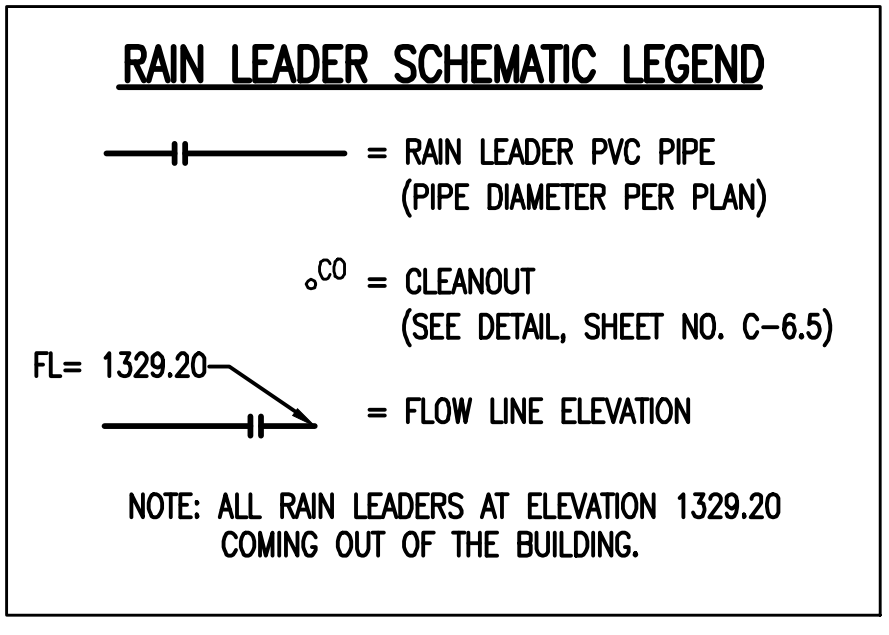 RAIN LEADER SCHEMATIC LEGEND
= RAIN LEADER PVC PIPE
(PIPE DIAMETER PER PLAN)
CO = CLEANOUT
(SEE DETAIL, SHEET NO. C-6.5)
FL= 1329.20
= FLOW LINE ELEVATION
NOTE: ALL RAIN LEADERS AT ELEVATION 1329.20
COMING OUT OF THE BUILDING.